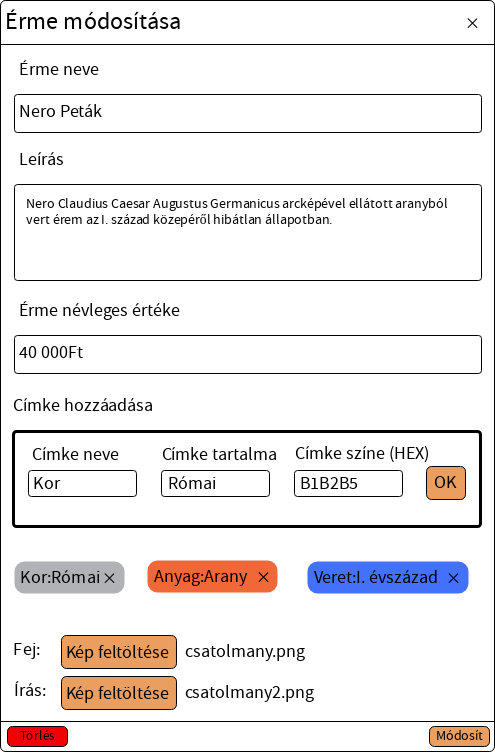 Érme módosítása
Érme neve
Nero Peták
Leírás
Nero Claudius Caesar Augustus Germanicus arcképével ellátott aranyból
vert érem az I. század közepéről hibátlan állapotban.
Érme névleges értéke
40 000Ft
Címke hozzáadása
Címke neve Címke tartalma Címke színe (HEX)
Kor Római B1B2B5 OK
Kor:Római Anyag:Arany Veret:I. évszázad
Fej: Kép feltöltése csatolmany.png
Írás: Kép feltöltése csatolmany2.png
Törlés Módosít